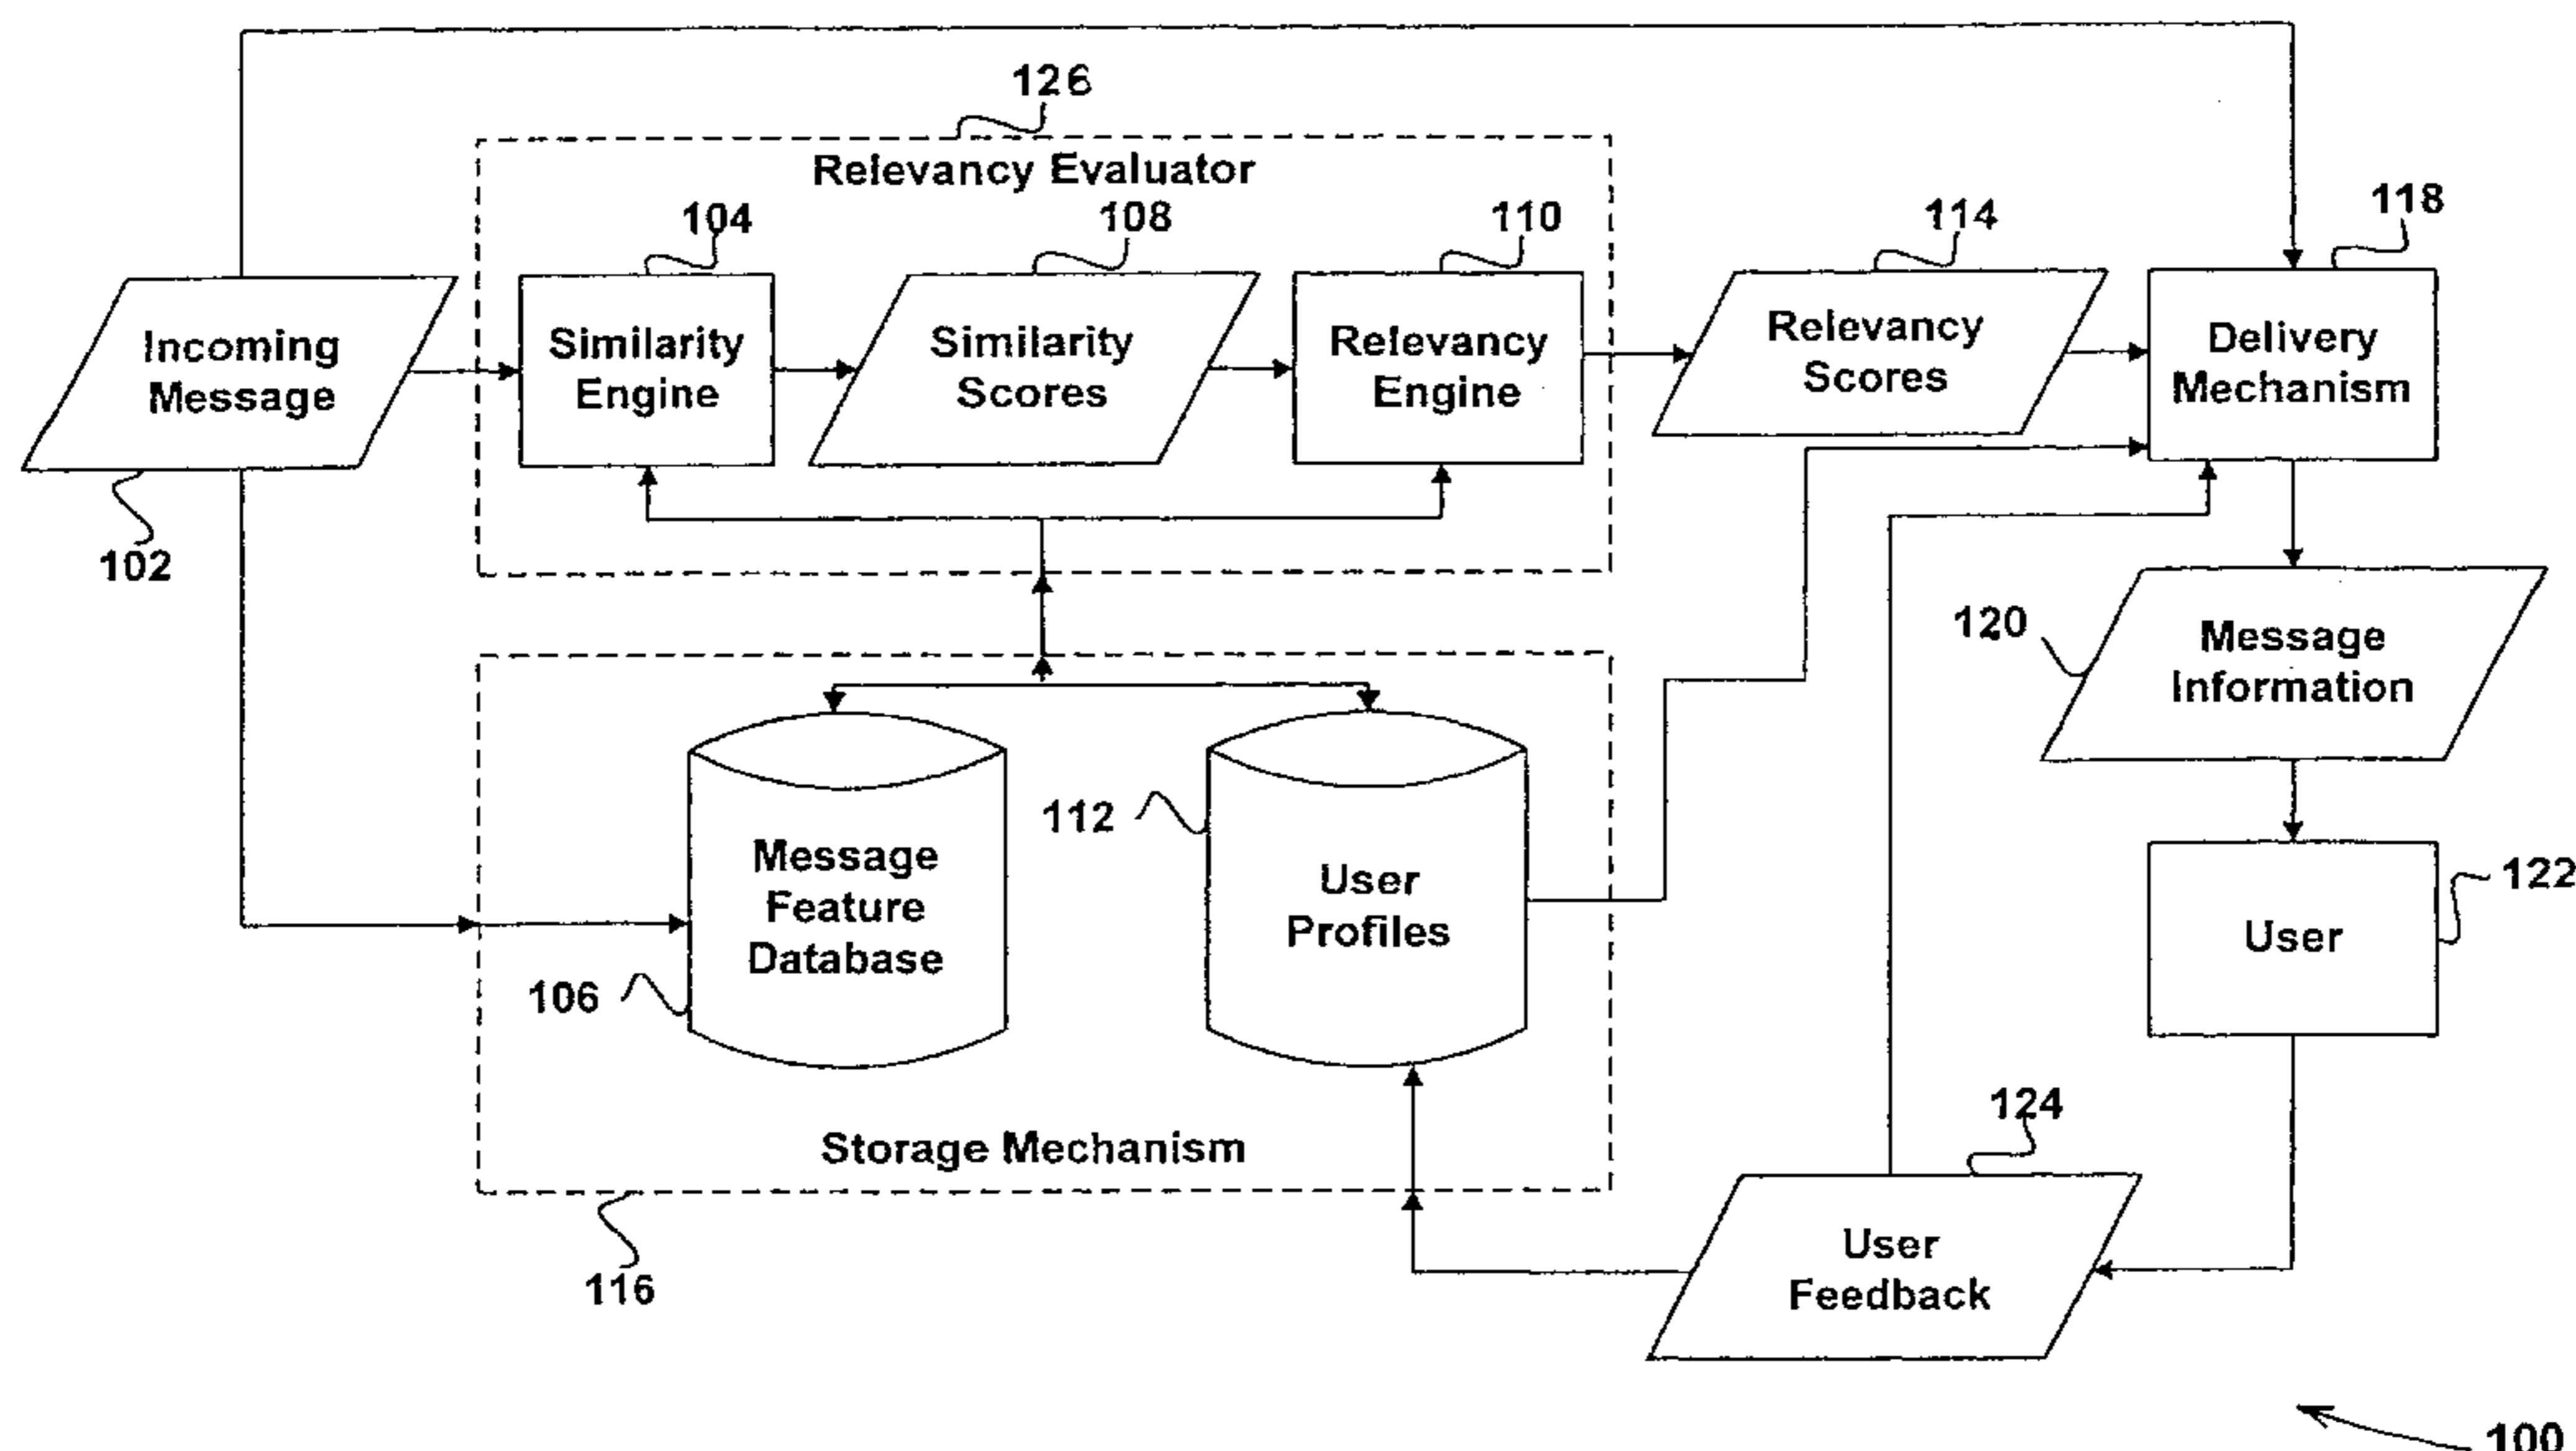 126
Relevancy Evaluator
104
108
110
114
118
Incoming
Message
Similarity
Engine
Similarity
Scores
Relevancy
Engine
Relevancy
Scores
Delivery
Mechanism
102
120
Message
Information
112
Message
Feature
Database
User
Profiles
122
User
106
124
Storage Mechanism
116
User
Feedback
100